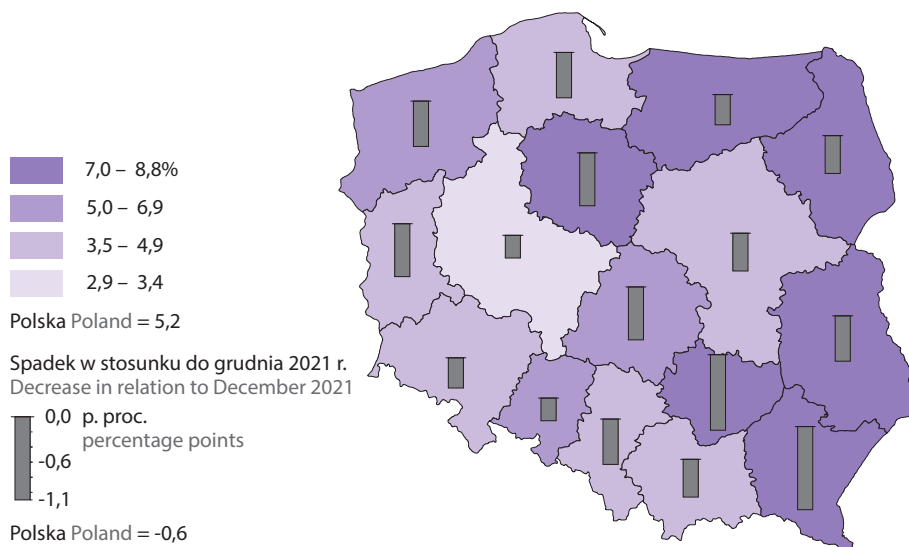 7,0 – 8,8%
5,0 – 6,9
3,5 – 4,9
2,9 – 3,4
Polska Poland = 5,2
Spadek w stosunku do grudnia 2021 r.
Decrease in relation to December 2021
0,0 p. proc.
percentage points
-0,6
-1,1
Polska Poland = -0,6